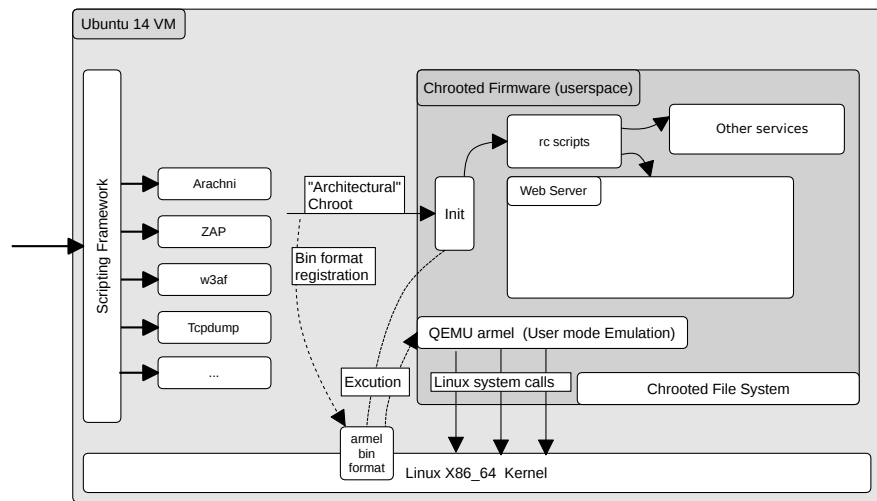 Ubuntu 14 VM
Scripting Framework
Arachni
ZAP
w3af
Tcpdump
...
"Architectural"
Chroot
Bin format
registration
Excution
armel
bin
format
Chrooted Firmware (userspace)
Init
rc scripts
Other services
Web Server
QEMU armel  (User mode Emulation)
Linux system calls
Chrooted File System
Linux X86_64  Kernel